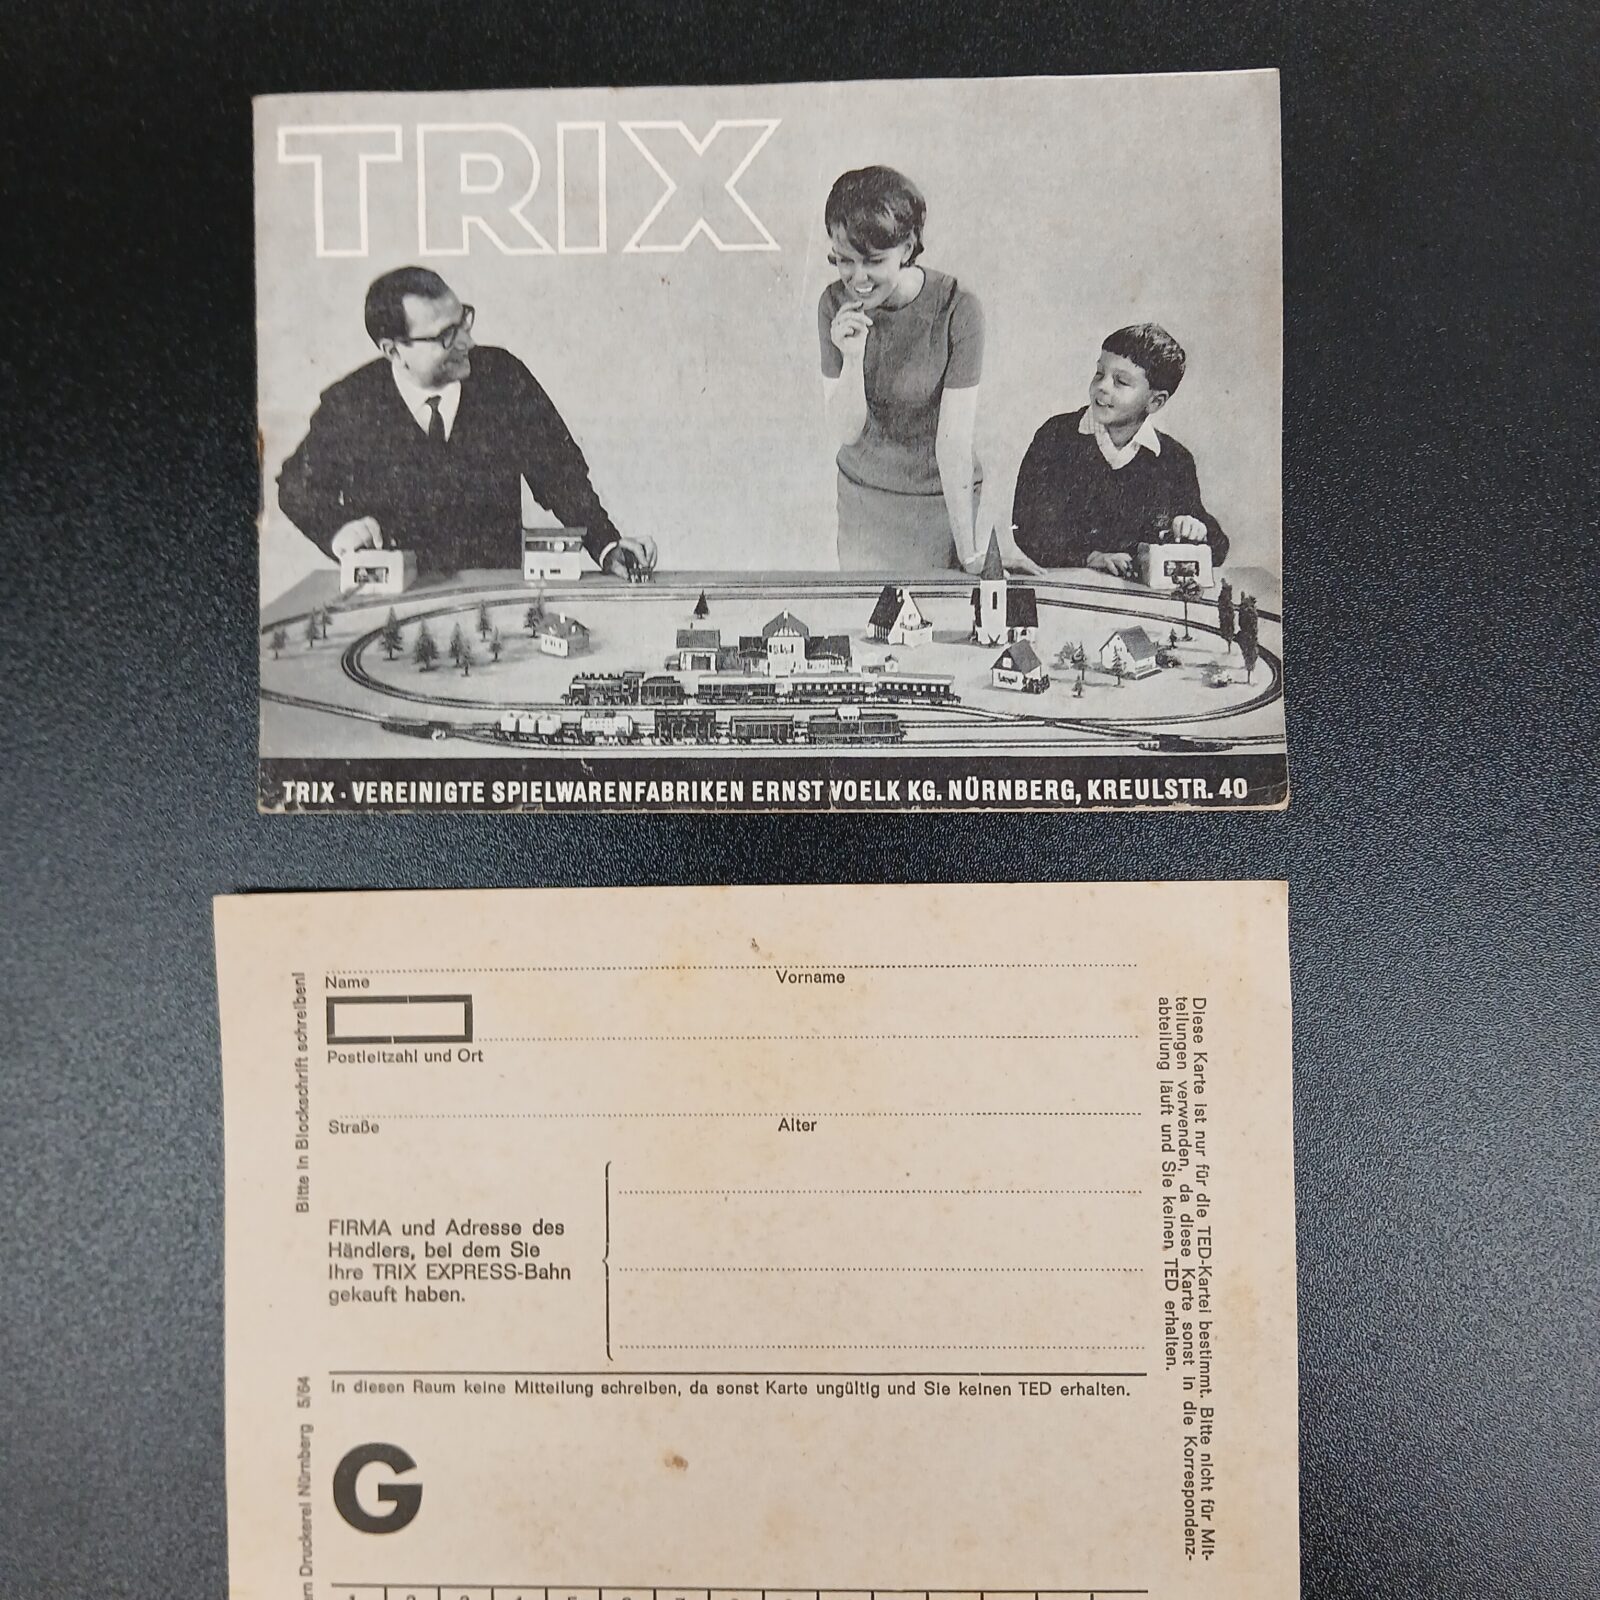 TRIX
TRIX · VEREINIGTE SPIELWARENFABRIKEN ERNST VOELK KG. NÜRNBERG, KREULSTR. 40
Name
Vorname
Postleitzahl und Ort
Straße
Alter
FIRMA und Adresse des
Händlers, bei dem Sie
Ihre TRIX EXPRESS-Bahn
gekauft haben.
In diesen Raum keine Mitteilung schreiben, da sonst Karte ungültig und Sie keinen TED erhalten.
G
Bitte in Blockschrift schreiben!
Druckerei Nürnberg 5/64
Diese Karte ist nur für die TED-Kartei bestimmt. Bitte nicht für Mit-
teilungen verwenden, da diese Karte sonst in die Korrespondenz-
abteilung läuft und Sie keinen TED erhalten.